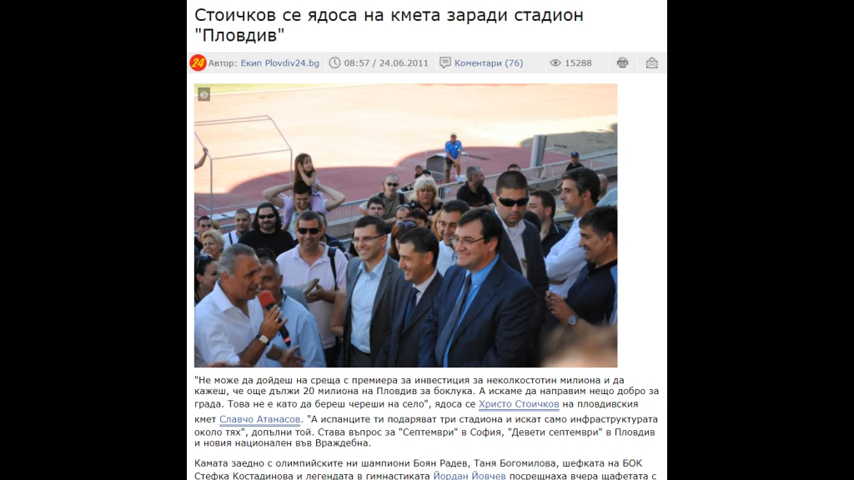 Стоичков се ядоса на кмета заради стадион
"Пловдив"
24 Автор: Екип Plovdiv24.bg 08:57 / 24.06.2011 Коментари (76) 15288
"Не може да дойдеш на среща с премиера за инвестиция за неколкостотин милиона и да
кажеш, че още дължи 20 милиона на Пловдив за боклука. А искаме да направим нещо добро за
града. Това не е като да береш череши на село", ядоса се Христо Стоичков на пловдивския
кмет Славчо Атанасов. "А испанците ти подаряват три стадиона и искат само инфраструктурата
около тях", допълни той. Става въпрос за "Септември" в София, "Девети септември" в Пловдив
и новия национален във Враждебна.
Камата заедно с олимпийските ни шампиони Боян Радев, Таня Богомилова, шефката на БОК
Стефка Костадинова и легендата в гимнастиката Йордан Йовчев посрещнаха вчера щафетата с